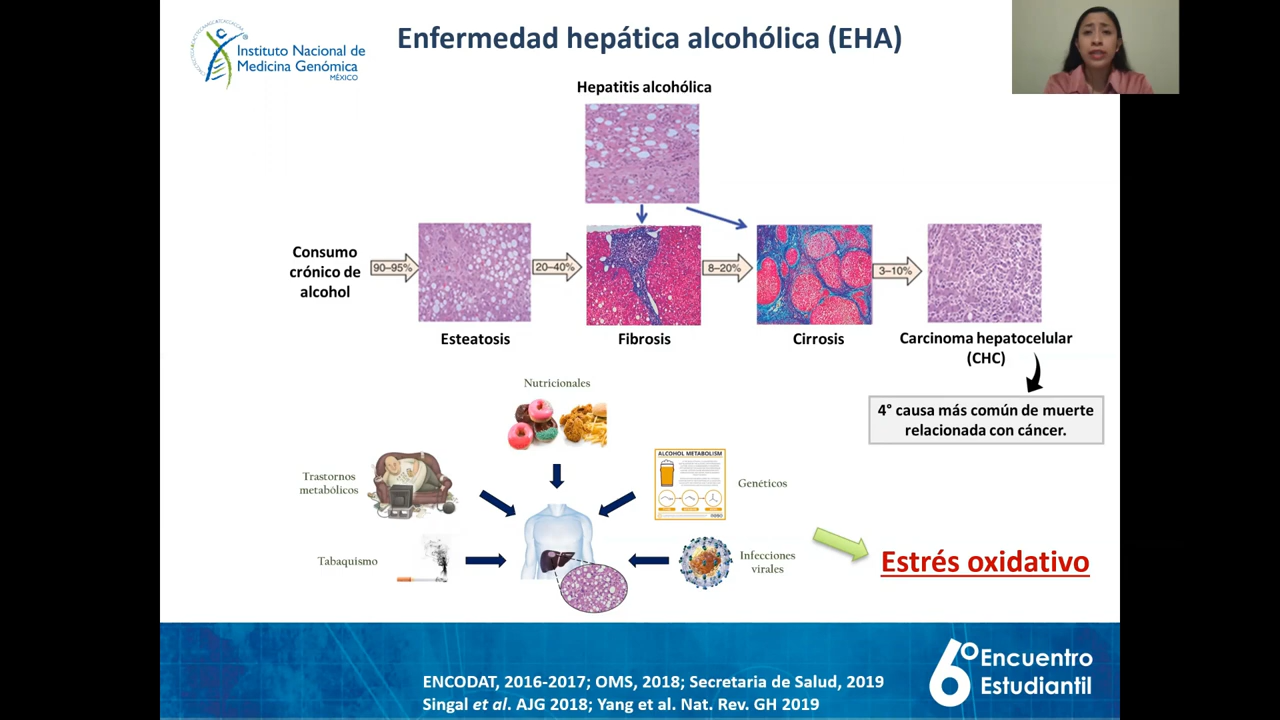 Enfermedad hepática alcohólica (EHA)
Instituto Nacional de
Medicina Genómica
MÉXICO
Hepatitis alcohólica
Consumo
crónico de
alcohol
90–95%
20–40%
8–20%
3–10%
Esteatosis
Fibrosis
Cirrosis
Carcinoma hepatocelular
(CHC)
4° causa más común de muerte
relacionada con cáncer.
Nutricionales
Trastornos
metabólicos
ALCOHOL METABOLISM
Genéticos
Tabaquismo
Infecciones
virales
Estrés oxidativo
ENCODAT, 2016-2017; OMS, 2018; Secretaria de Salud, 2019
Singal et al. AJG 2018; Yang et al. Nat. Rev. GH 2019
6° Encuentro
Estudiantil